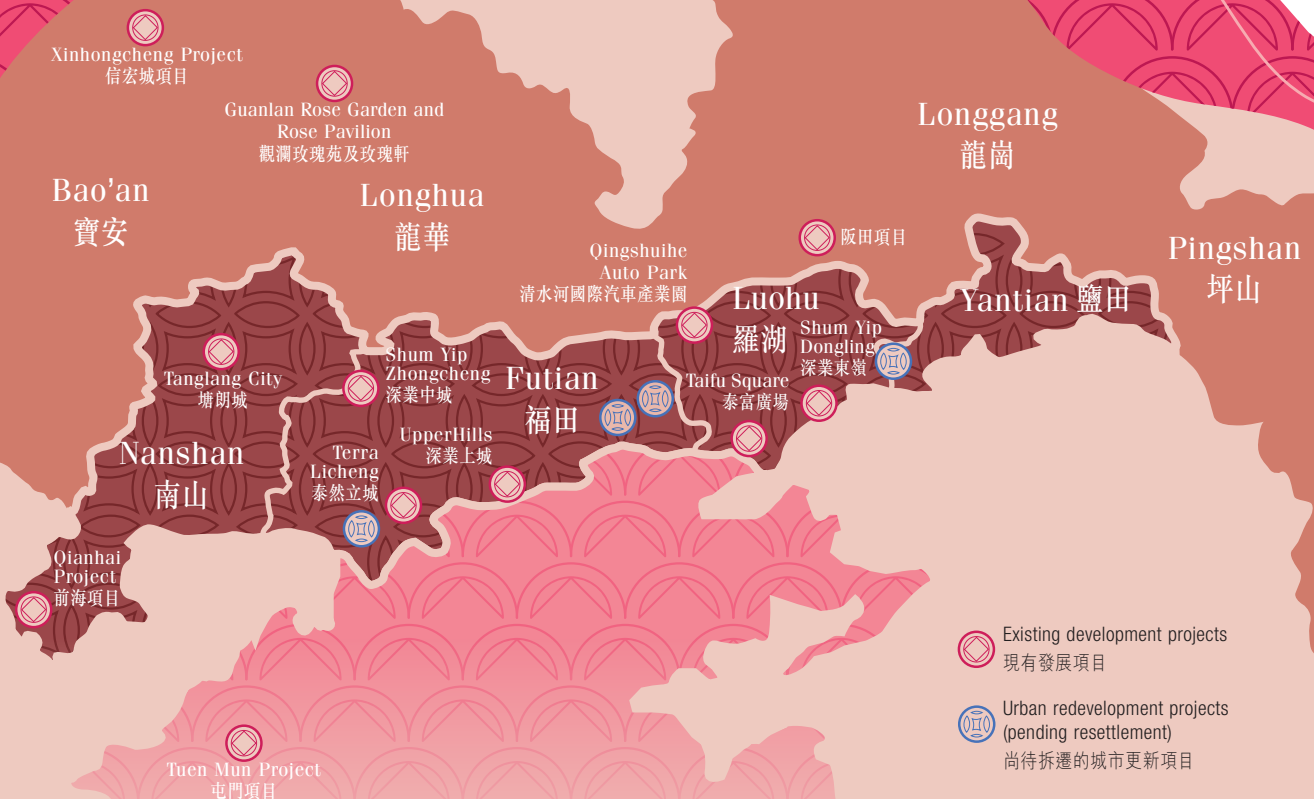 Xinhongcheng Project
信宏城項目
Guanlan Rose Garden and
Rose Pavilion
觀瀾玫瑰苑及玫瑰軒
Longgang
龍崗
Bao'an
寶安
Longhua
龍華
Qingshuihe
Auto Park
清水河國際汽車產業園
阪田項目
Pingshan
坪山
Luohu
羅湖
Yantian 鹽田
Shum Yip
Dongling
深業東嶺
Shum Yip
Zhongcheng
深業中城
Futian
福田
Taifu Square
泰富廣場
Tanglang City
塘朗城
UpperHills
深業上城
Nanshan
南山
Terra
Licheng
泰然立城
Qianhai
Project
前海項目
Existing development projects
現有發展項目
Urban redevelopment projects
(pending resettlement)
尚待拆遷的城市更新項目
Tuen Mun Project
屯門項目